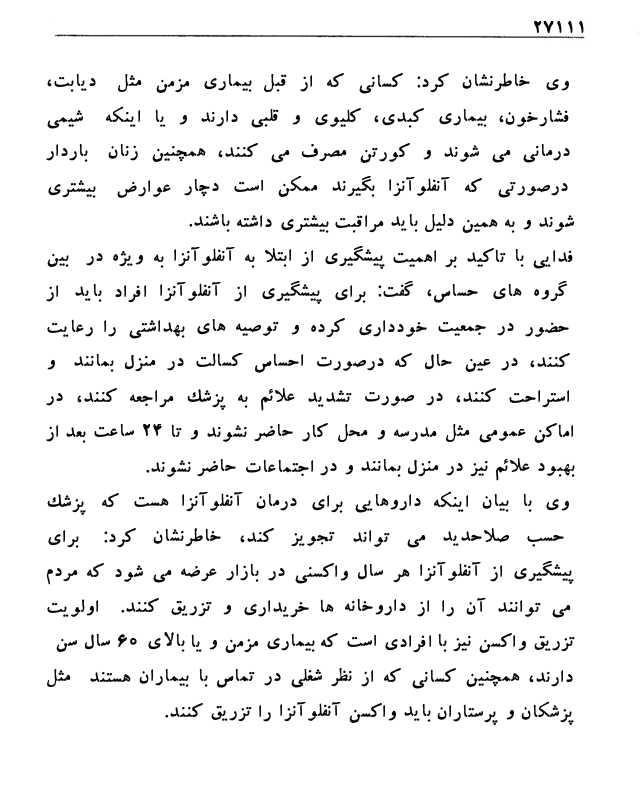 ۲۷۱۱۱
وی خاطرنشان کرد: کسانی که از قبل بیماری مزمن مثل دیابت،
فشارخون، بیماری کبدی، کلیوی و قلبی دارند و یا اینکه شیمی
درمانی می شوند و کورتن مصرف می کنند، همچنین زنان باردار
درصورتی که آنفلوآنزا بگیرند ممکن است دچار عوارض بیشتری
شوند و به همین دلیل باید مراقبت بیشتری داشته باشند.
فدایی با تاکید بر اهمیت پیشگیری از ابتلا به آنفلوآنزا به ویژه در بین
گروه های حساس، گفت: برای پیشگیری از آنفلوآنزا افراد باید از
حضور در جمعیت خودداری کرده و توصیه های بهداشتی را رعایت
کنند، در عین حال که درصورت احساس کسالت در منزل بمانند و
استراحت کنند، در صورت تشدید علائم به پزشك مراجعه کنند، در
اماکن عمومی مثل مدرسه و محل کار حاضر نشوند و تا ۲۴ ساعت بعد از
بهبود علائم نیز در منزل بمانند و در اجتماعات حاضر نشوند.
وی با بیان اینکه داروهایی برای درمان آنفلوآنزا هست که پزشك
حسب صلاحدید می تواند تجویز کند، خاطرنشان کرد: برای
پیشگیری از آنفلوآنزا هر سال واکسنی در بازار عرضه می شود که مردم
می توانند آن را از داروخانه ها خریداری و تزریق کنند. اولویت
تزریق واکسن نیز با افرادی است که بیماری مزمن و یا بالای ۶۰ سال سن
دارند، همچنین کسانی که از نظر شغلی در تماس با بیماران هستند مثل
پزشکان و پرستاران باید واکسن آنفلوآنزا را تزریق کنند.